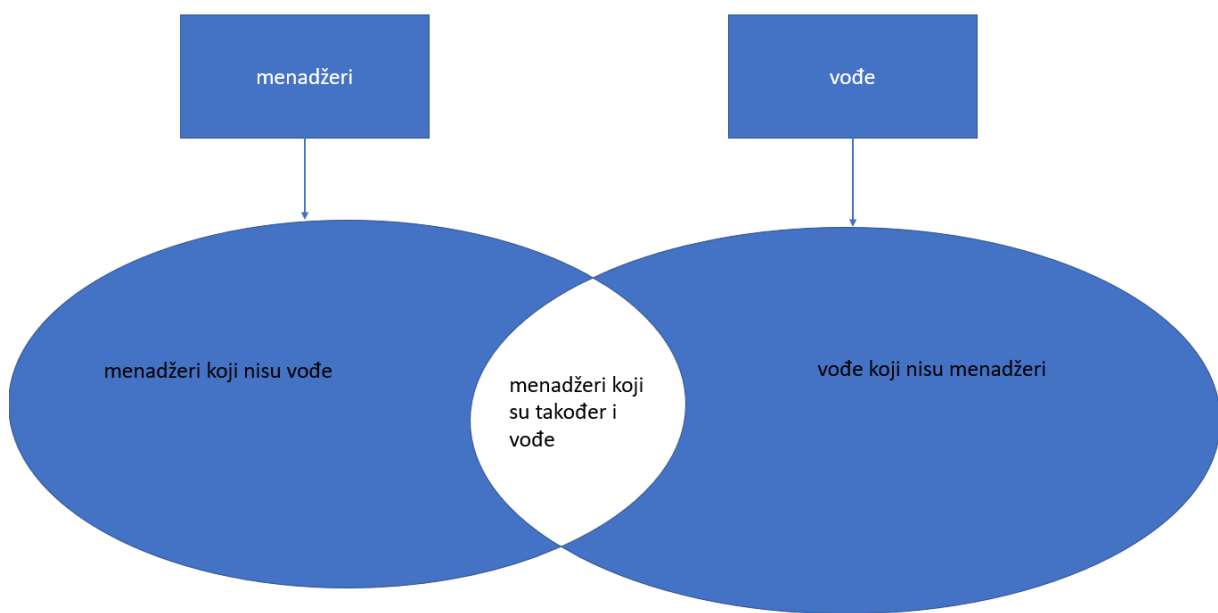 menadžeri
vođe
menadžeri koji nisu vođe
menadžeri koji
su također i
vođe
vođe koji nisu menadžeri